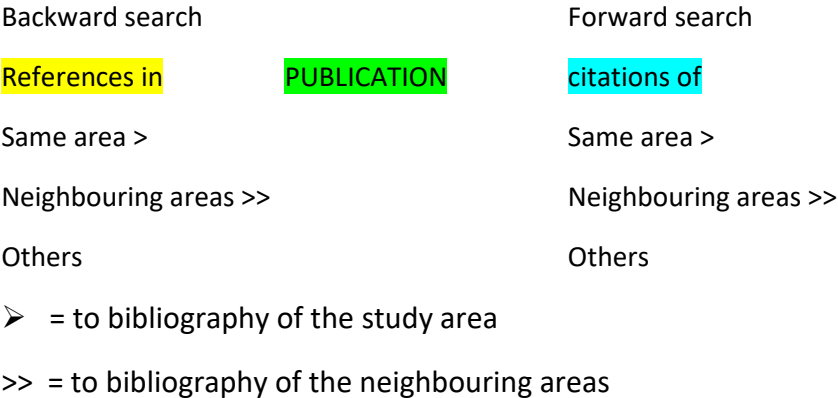 Backward search Forward search
References in PUBLICATION citations of
Same area > Same area >
Neighbouring areas >> Neighbouring areas >>
Others Others
➢ = to bibliography of the study area
>> = to bibliography of the neighbouring areas